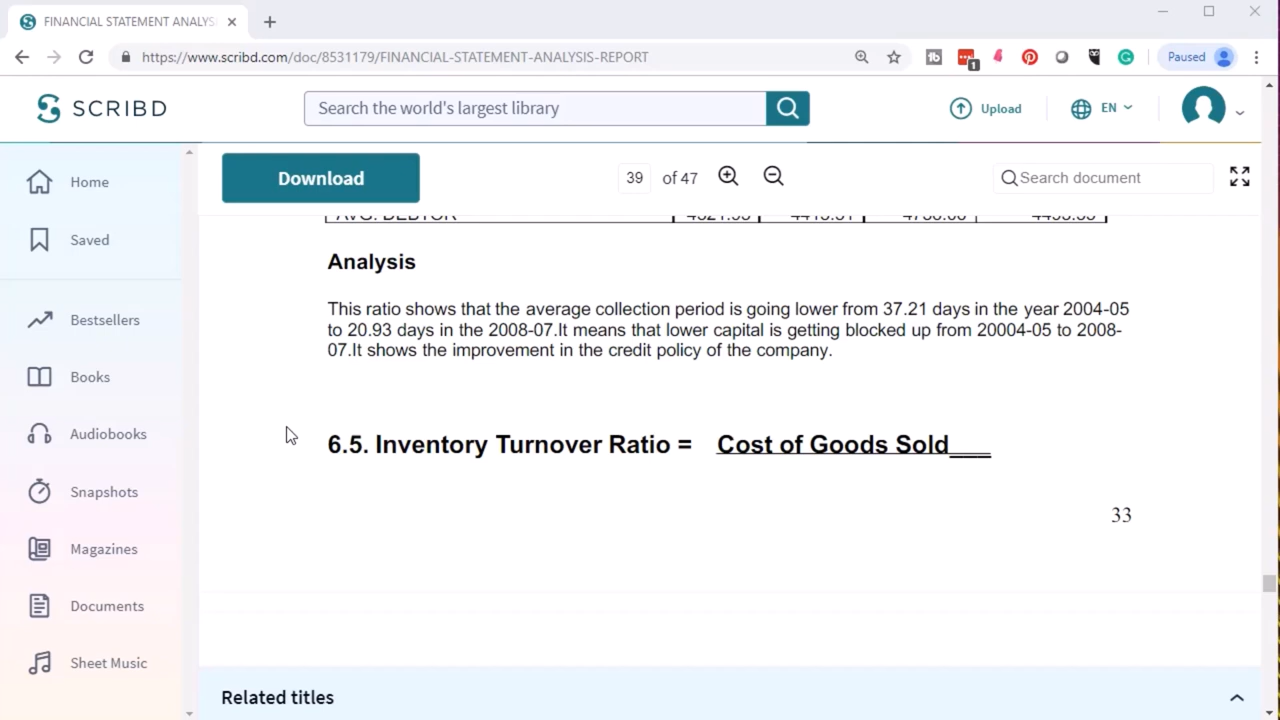 FINANCIAL STATEMENT ANALYS
https://www.scribd.com/doc/8531179/FINANCIAL-STATEMENT-ANALYSIS-REPORT
1
Paused
SCRIBD
Search the world's largest library
Upload
EN
Download
39 of 47
Search document
Home
Saved
Bestsellers
Books
Audiobooks
Snapshots
Magazines
Documents
Sheet Music
AVG. DEBTOR
Analysis
This ratio shows that the average collection period is going lower from 37.21 days in the year 2004-05
to 20.93 days in the 2008-07.It means that lower capital is getting blocked up from 20004-05 to 2008-
07.It shows the improvement in the credit policy of the company.
6.5. Inventory Turnover Ratio = Cost of Goods Sold___
33
Related titles